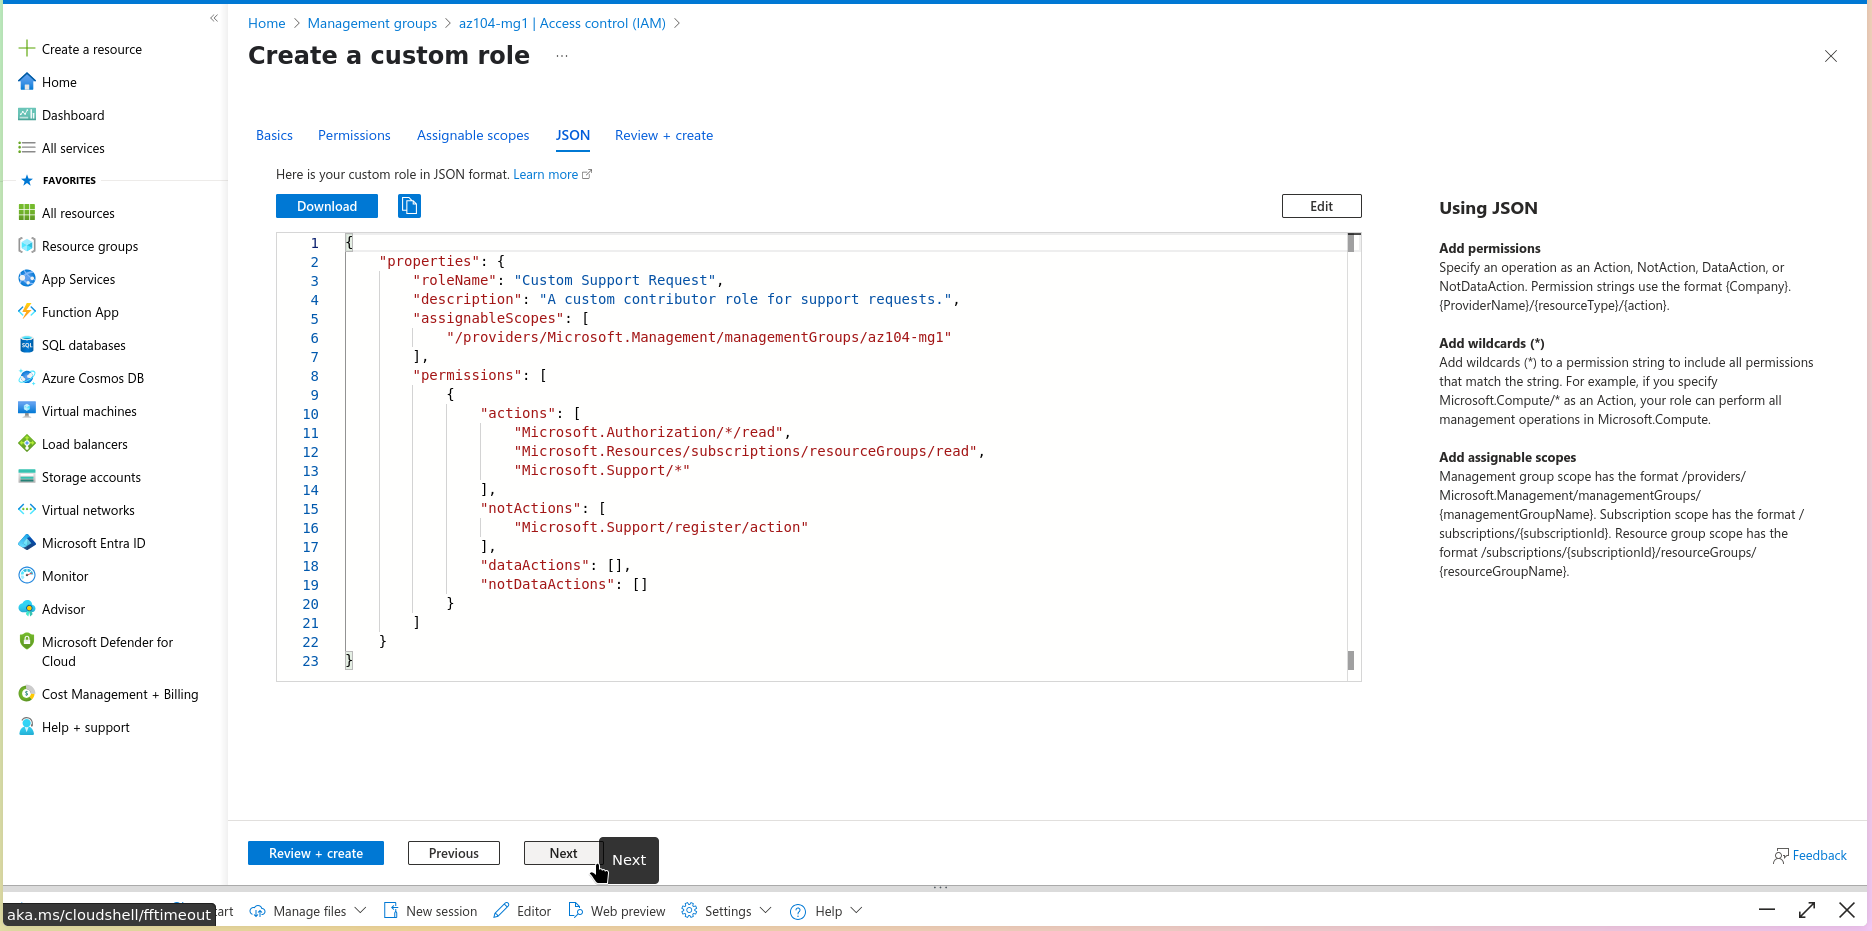 Create a resource
Home
Dashboard
All services
FAVORITES
All resources
Resource groups
App Services
Function App
SQL databases
Azure Cosmos DB
Virtual machines
Load balancers
Storage accounts
Virtual networks
Microsoft Entra ID
Monitor
Advisor
Microsoft Defender for
Cloud
Cost Management + Billing
Help + support
Home > Management groups > az104-mg1 | Access control (IAM) >
Create a custom role ...
Basics Permissions Assignable scopes JSON Review + create
Here is your custom role in JSON format. Learn more
Download Edit
1 {
2 "properties": {
3 "roleName": "Custom Support Request",
4 "description": "A custom contributor role for support requests.",
5 "assignableScopes": [
6 "/providers/Microsoft.Management/managementGroups/az104-mg1"
7 ],
8 "permissions": [
9 {
10 "actions": [
11 "Microsoft.Authorization/*/read",
12 "Microsoft.Resources/subscriptions/resourceGroups/read",
13 "Microsoft.Support/*"
14 ],
15 "notActions": [
16 "Microsoft.Support/register/action"
17 ],
18 "dataActions": [],
19 "notDataActions": []
20 }
21 ]
22 }
23 }
Using JSON
Add permissions
Specify an operation as an Action, NotAction, DataAction, or
NotDataAction. Permission strings use the format {Company}.
{ProviderName}/{resourceType}/{action}.
Add wildcards (*)
Add wildcards (*) to a permission string to include all permissions
that match the string. For example, if you specify
Microsoft.Compute/* as an Action, your role can perform all
management operations in Microsoft.Compute.
Add assignable scopes
Management group scope has the format /providers/
Microsoft.Management/managementGroups/
{managementGroupName}. Subscription scope has the format /
subscriptions/{subscriptionId}. Resource group scope has the
format /subscriptions/{subscriptionId}/resourceGroups/
{resourceGroupName}.
Review + create Previous Next Next
Feedback
aka.ms/cloudshell/fftimeout
Manage files New session Editor Web preview Settings Help